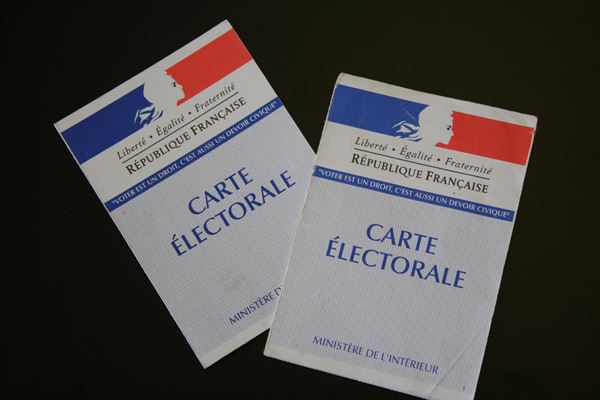 Liberté • Égalité • Fraternité
RÉPUBLIQUE FRANÇAISE
"VOTER EST UN DROIT, C'EST AUSSI UN DEVOIR CIVIQUE"
CARTE
ÉLECTORALE
MINISTÈRE D
Liberté • Égalité • Fraternité
RÉPUBLIQUE FRANÇAISE
"VOTER EST UN DROIT, C'EST AUSSI UN DEVOIR CIVIQUE"
CARTE
ÉLECTORALE
MINISTÈRE DE L'INTÉRIEUR